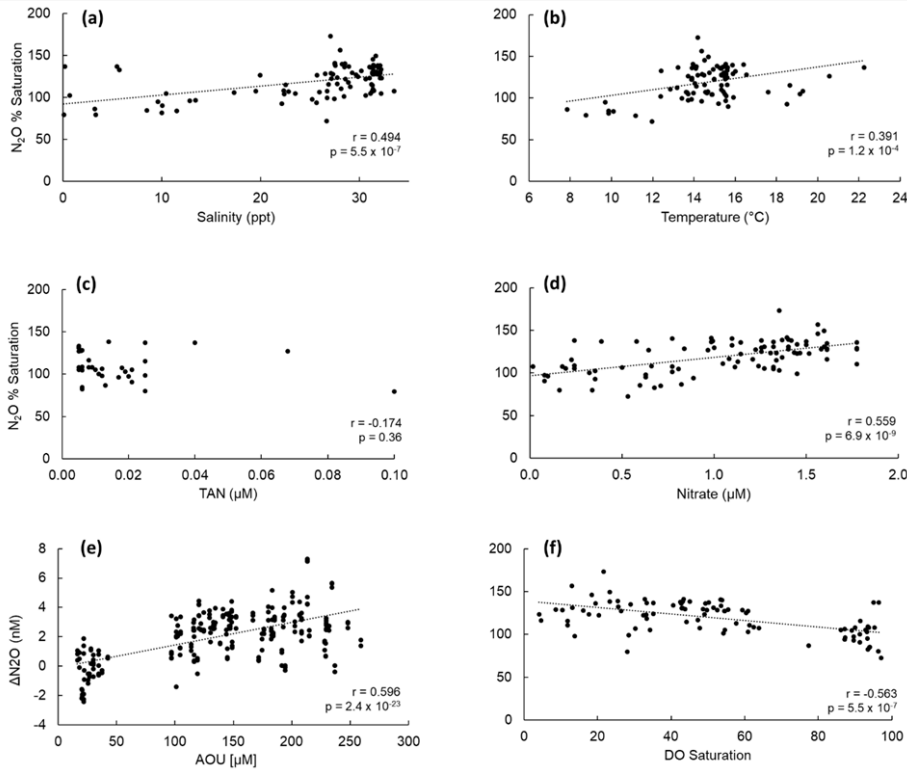 (a)
200
150
100
50
0
N₂O % Saturation
0 10 20 30
Salinity (ppt)
r = 0.494
p = 5.5 x 10⁻⁷
(b)
200
150
100
50
0
6 8 10 12 14 16 18 20 22 24
Temperature (°C)
r = 0.391
p = 1.2 x 10⁻⁴
(c)
200
150
100
50
0
N₂O % Saturation
0.00 0.02 0.04 0.06 0.08 0.10
TAN (µM)
r = -0.174
p = 0.36
(d)
200
150
100
50
0
0.0 0.5 1.0 1.5 2.0
Nitrate (µM)
r = 0.559
p = 6.9 x 10⁻⁹
(e)
8
6
4
2
0
-2
-4
ΔN2O (nM)
0 50 100 150 200 250 300
AOU [µM]
r = 0.596
p = 2.4 x 10⁻²³
(f)
200
150
100
50
0
0 20 40 60 80 100
DO Saturation
r = -0.563
p = 5.5 x 10⁻⁷